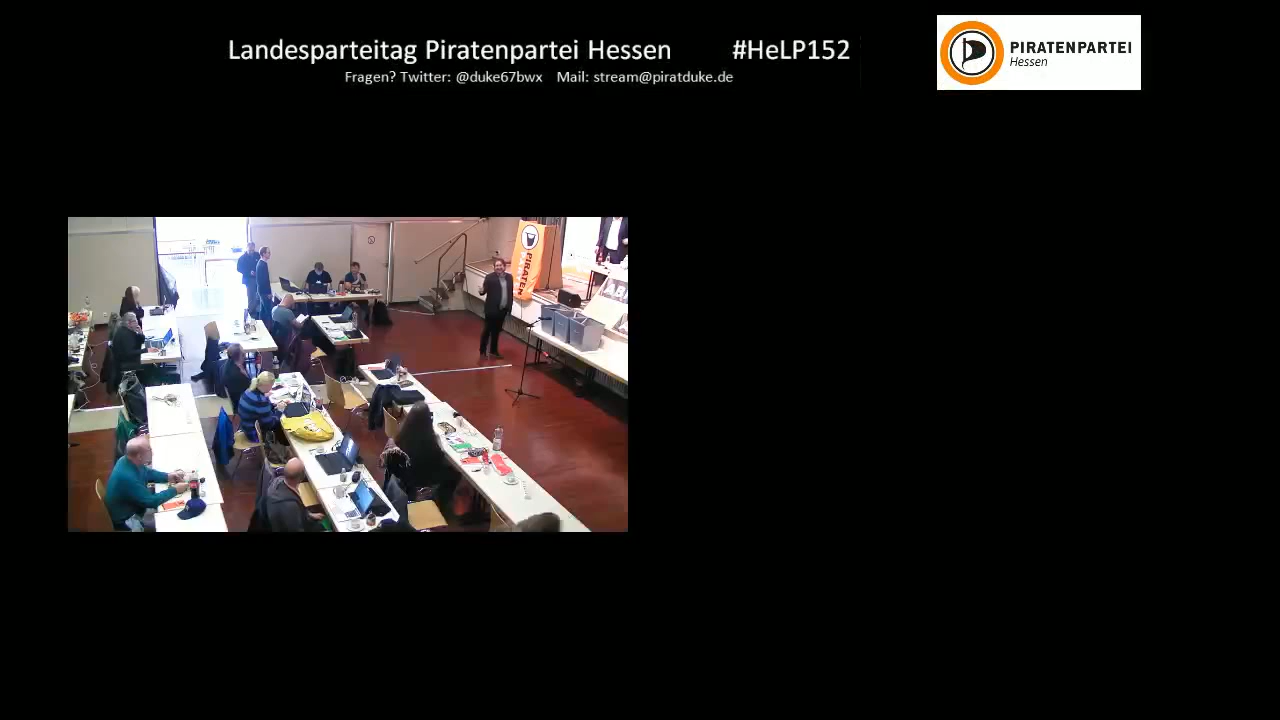 Landesparteitag Piratenpartei Hessen #HeLP152
Fragen? Twitter: @duke67bwx Mail: stream@piratduke.de
PIRATENPARTEI
Hessen
PIRATEN